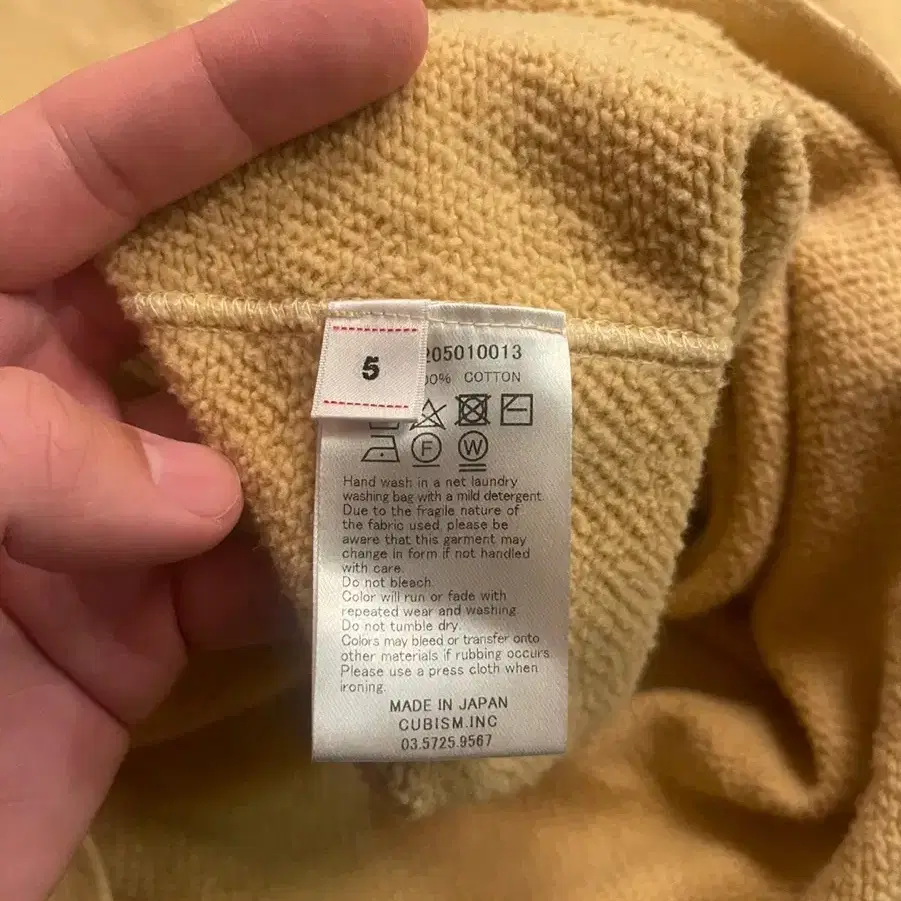 5
205010013
00% COTTON
F W
Hand wash in a net laundry
washing bag with a mild detergent.
Due to the fragile nature of
the fabric used, please be
aware that this garment may
change in form if not handled
with care.
Do not bleach.
Color will run or fade with
repeated wear and washing
Do not tumble dry.
Colors may bleed or transfer onto
other materials if rubbing occurs
Please use a press cloth when
ironing.
MADE IN JAPAN
CUBISM.INC
03.5725.9567